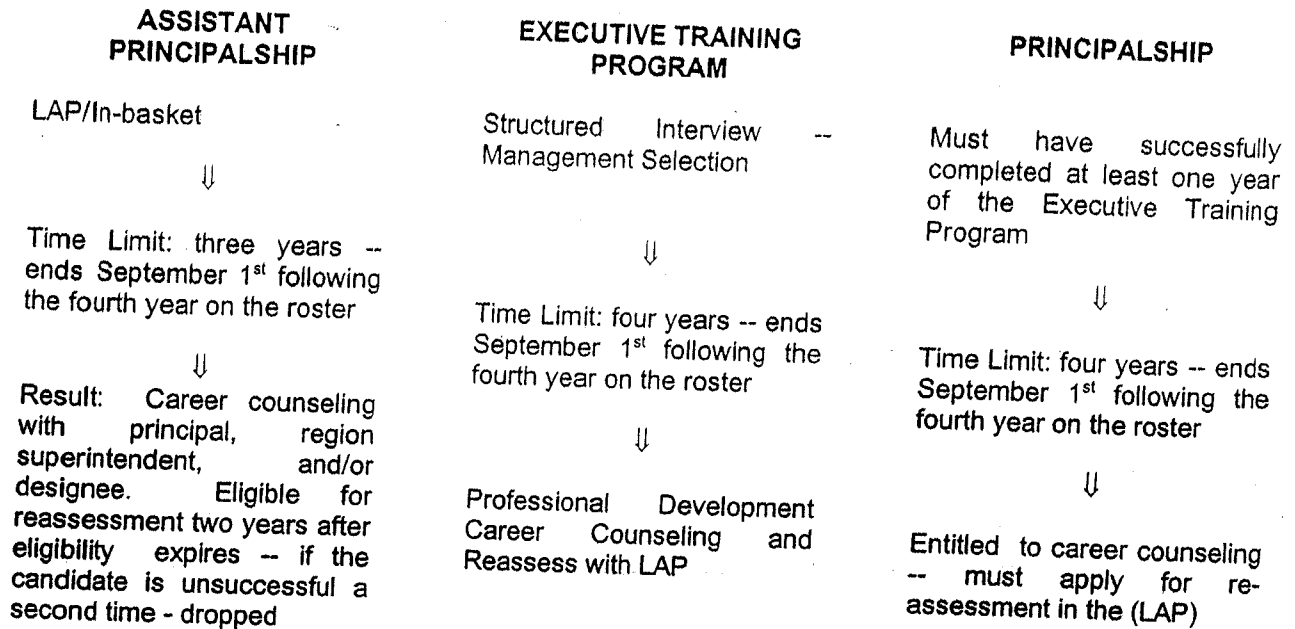 ASSISTANT
PRINCIPALSHIP
LAP/In-basket
⇓
Time Limit: three years --
ends September 1st following
the fourth year on the roster
⇓
Result: Career counseling
with principal, region
superintendent, and/or
designee. Eligible for
reassessment two years after
eligibility expires -- if the
candidate is unsuccessful a
second time - dropped
EXECUTIVE TRAINING
PROGRAM
Structured Interview --
Management Selection
⇓
Time Limit: four years -- ends
September 1st following the
fourth year on the roster
⇓
Professional Development
Career Counseling and
Reassess with LAP
PRINCIPALSHIP
Must have successfully
completed at least one year
of the Executive Training
Program
⇓
Time Limit: four years -- ends
September 1st following the
fourth year on the roster
⇓
Entitled to career counseling
-- must apply for re-
assessment in the (LAP)